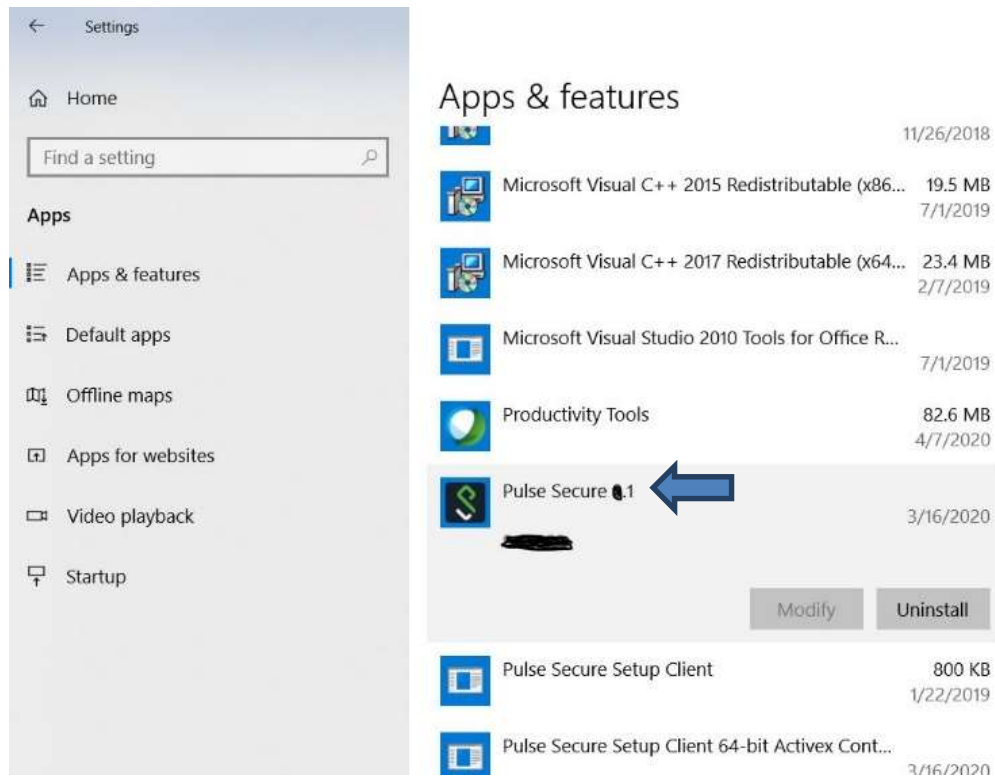 Settings
Home
Find a setting
Apps
Apps & features
Default apps
Offline maps
Apps for websites
Video playback
Startup
Apps & features
11/26/2018
Microsoft Visual C++ 2015 Redistributable (x86... 19.5 MB
7/1/2019
Microsoft Visual C++ 2017 Redistributable (x64... 23.4 MB
2/7/2019
Microsoft Visual Studio 2010 Tools for Office R...
7/1/2019
Productivity Tools 82.6 MB
4/7/2020
Pulse Secure .1
3/16/2020
Modify Uninstall
Pulse Secure Setup Client 800 KB
1/22/2019
Pulse Secure Setup Client 64-bit Activex Cont...
3/16/2020